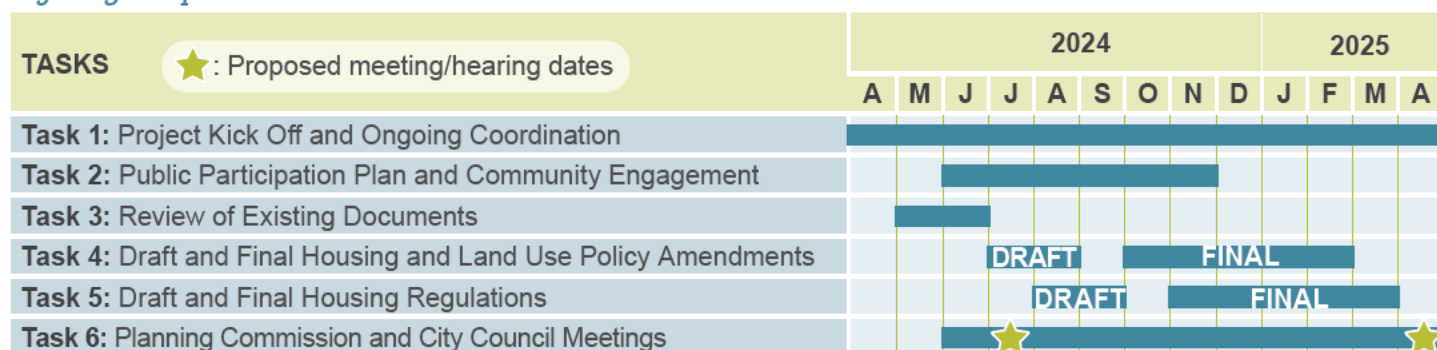 TASKS : Proposed meeting/hearing dates 2024 2025
A M J J A S O N D J F M A
Task 1: Project Kick Off and Ongoing Coordination
Task 2: Public Participation Plan and Community Engagement
Task 3: Review of Existing Documents
Task 4: Draft and Final Housing and Land Use Policy Amendments DRAFT FINAL
Task 5: Draft and Final Housing Regulations DRAFT FINAL
Task 6: Planning Commission and City Council Meetings